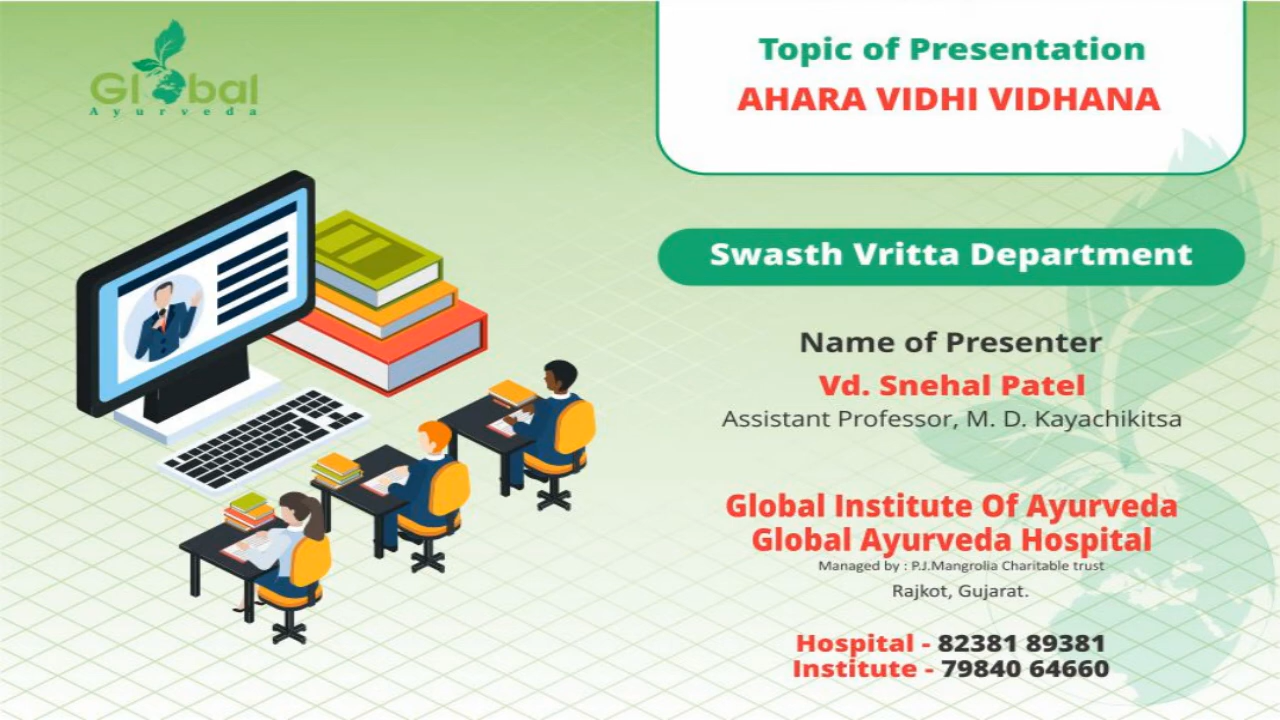 Global
Ayurveda
Topic of Presentation
AHARA VIDHI VIDHANA
Swasth Vritta Department
Name of Presenter
Vd. Snehal Patel
Assistant Professor, M. D. Kayachikitsa
Global Institute Of Ayurveda
Global Ayurveda Hospital
Managed by : P.J.Mangrolia Charitable trust
Rajkot, Gujarat.
Hospital - 82381 89381
Institute - 79840 64660